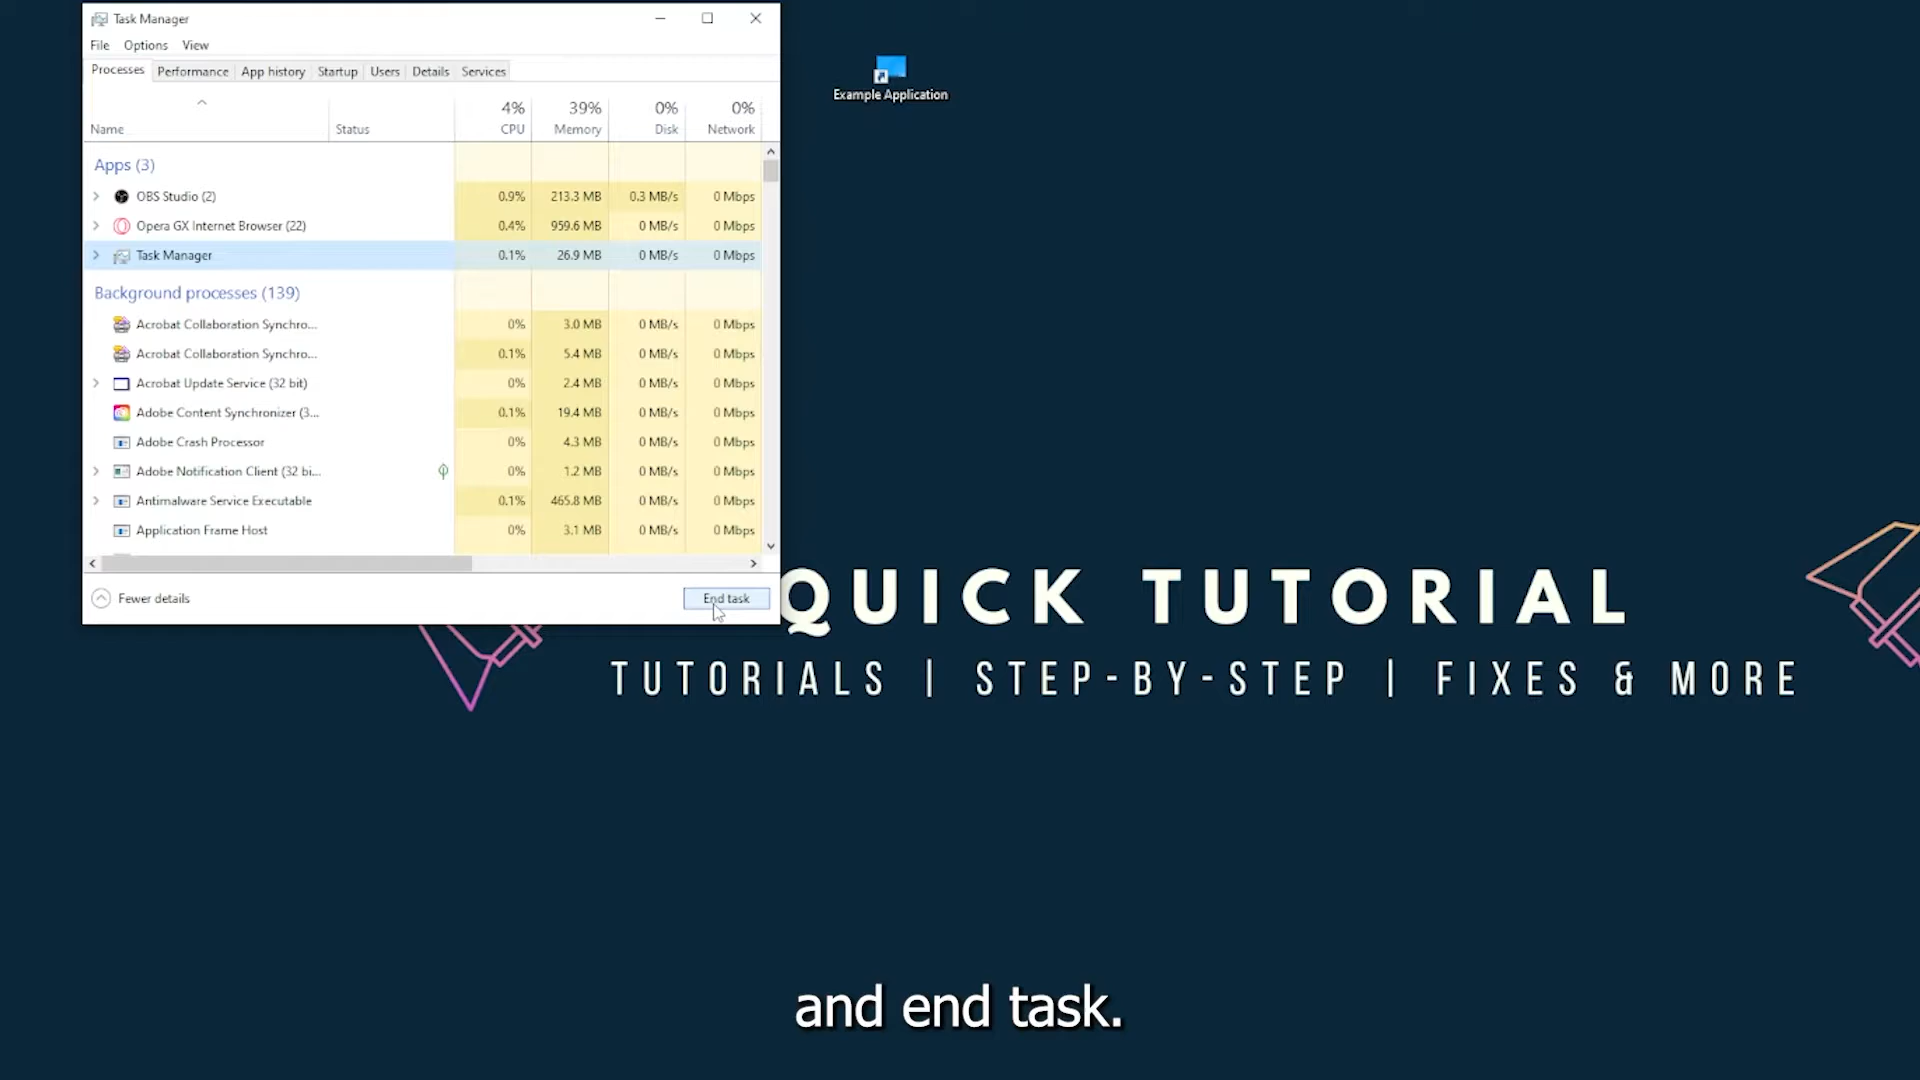 Task Manager
File Options View
Processes Performance App history Startup Users Details Services
4% 39% 0% 0%
Name Status CPU Memory Disk Network
Apps (3)
OBS Studio (2) 0.9% 213.3 MB 0.3 MB/s 0 Mbps
Opera GX Internet Browser (22) 0.4% 959.6 MB 0 MB/s 0 Mbps
Task Manager 0.1% 26.9 MB 0 MB/s 0 Mbps
Background processes (139)
Acrobat Collaboration Synchro... 0% 3.0 MB 0 MB/s 0 Mbps
Acrobat Collaboration Synchro... 0.1% 5.4 MB 0 MB/s 0 Mbps
Acrobat Update Service (32 bit) 0% 2.4 MB 0 MB/s 0 Mbps
Adobe Content Synchronizer (3... 0.1% 19.4 MB 0 MB/s 0 Mbps
Adobe Crash Processor 0% 4.3 MB 0 MB/s 0 Mbps
Adobe Notification Client (32 bi... 0% 1.2 MB 0 MB/s 0 Mbps
Antimalware Service Executable 0.1% 465.8 MB 0 MB/s 0 Mbps
Application Frame Host 0% 3.1 MB 0 MB/s 0 Mbps
Fewer details End task
Example Application
QUICK TUTORIAL
TUTORIALS | STEP-BY-STEP | FIXES & MORE
and end task.